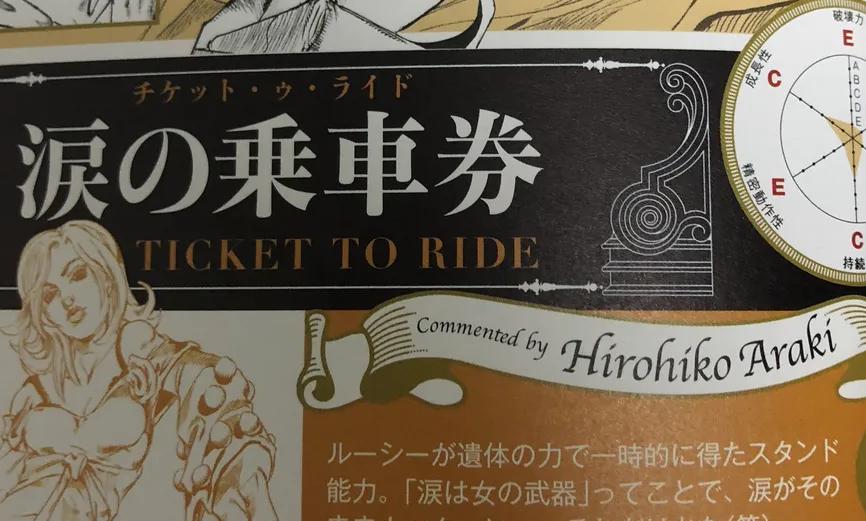 チケット・ゥ・ライド
涙の乗車券
TICKET TO RIDE
破壊力
E
成長性
C
A
B
C
D
E
精密動作性
E
C
持続
Commented by Hirohiko Araki
ルーシーが遺体の力で一時的に得たスタンド
能力。「涙は女の武器」ってことで、涙がその